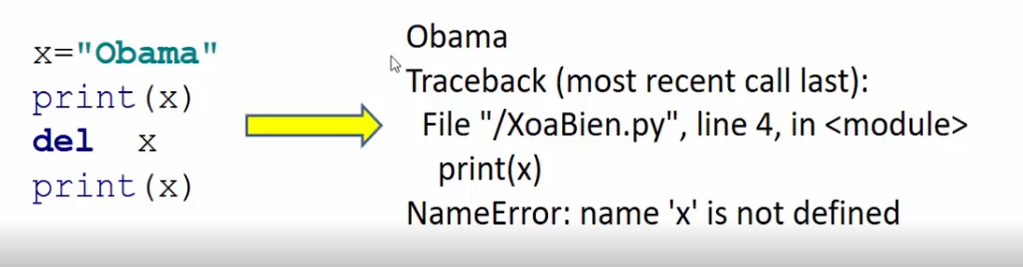 x="Obama"
print(x)
del x
print(x)
Obama
Traceback (most recent call last):
File "/XoaBien.py", line 4, in <module>
print(x)
NameError: name 'x' is not defined